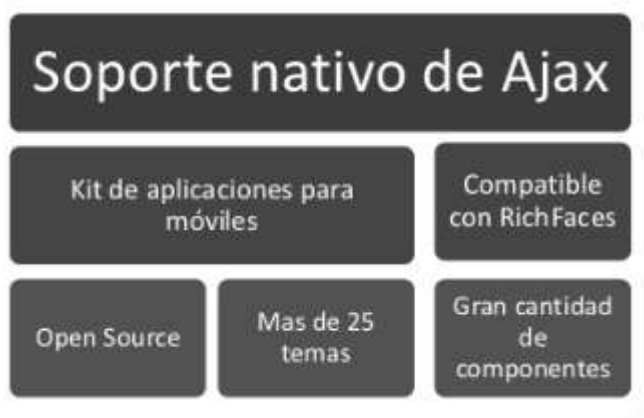 Soporte nativo de Ajax
Kit de aplicaciones para
móviles
Compatible
con RichFaces
Open Source
Mas de 25
temas
Gran cantidad
de
componentes